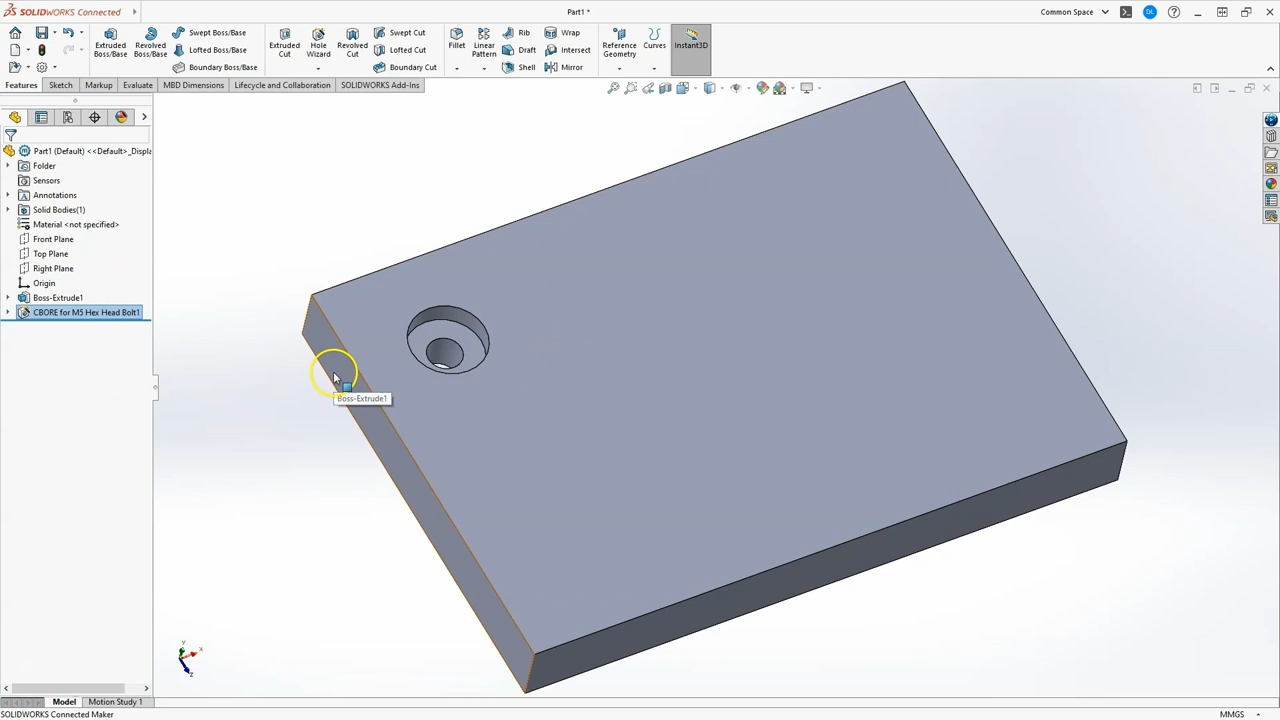 SOLIDWORKS Connected
Part1 *
Common Space
DL
Extruded Boss/Base
Revolved Boss/Base
Swept Boss/Base
Lofted Boss/Base
Boundary Boss/Base
Extruded Cut
Hole Wizard
Revolved Cut
Swept Cut
Lofted Cut
Boundary Cut
Fillet
Linear Pattern
Rib
Draft
Shell
Wrap
Intersect
Mirror
Reference Geometry
Curves
Instant3D
Features
Sketch
Markup
Evaluate
MBD Dimensions
Lifecycle and Collaboration
SOLIDWORKS Add-Ins
Part1 (Default) <<Default>_Displa
Folder
Sensors
Annotations
Solid Bodies(1)
Material <not specified>
Front Plane
Top Plane
Right Plane
Origin
Boss-Extrude1
CBORE for M5 Hex Head Bolt1
Boss-Extrude1
Y
X
Z
Model
Motion Study 1
SOLIDWORKS Connected Maker
MMGS